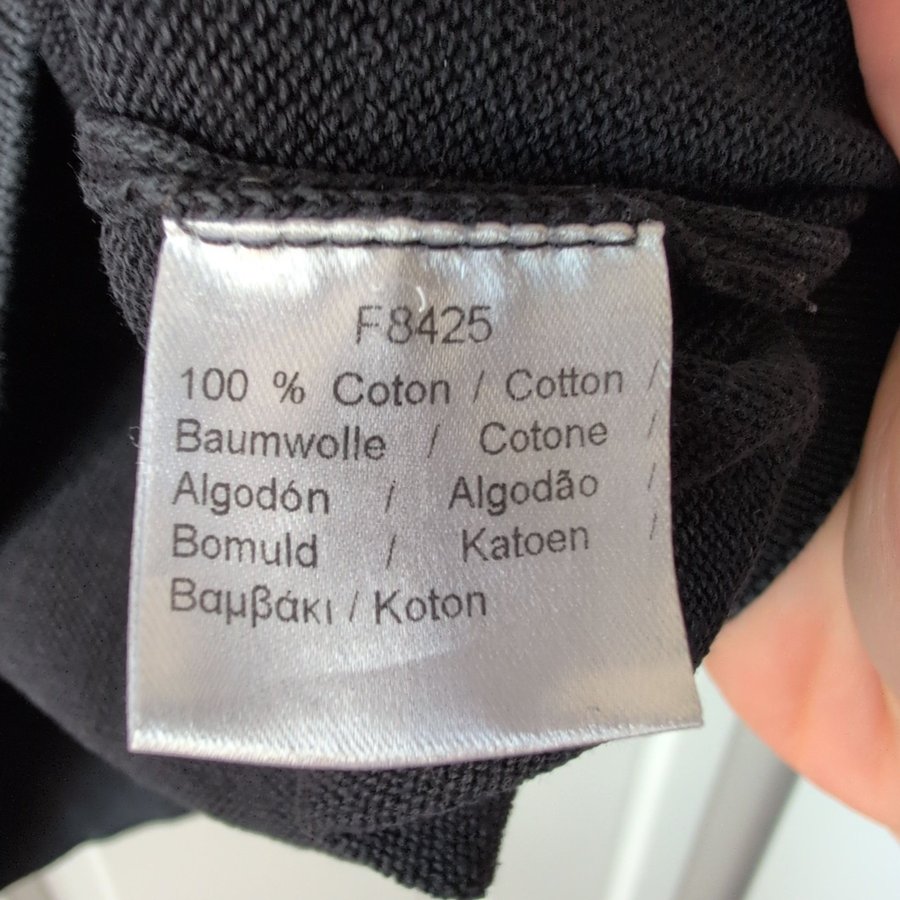 F8425
100 % Coton / Cotton /
Baumwolle / Cotone /
Algodón / Algodão /
Bomuld / Katoen /
Βαμβάκι / Koton